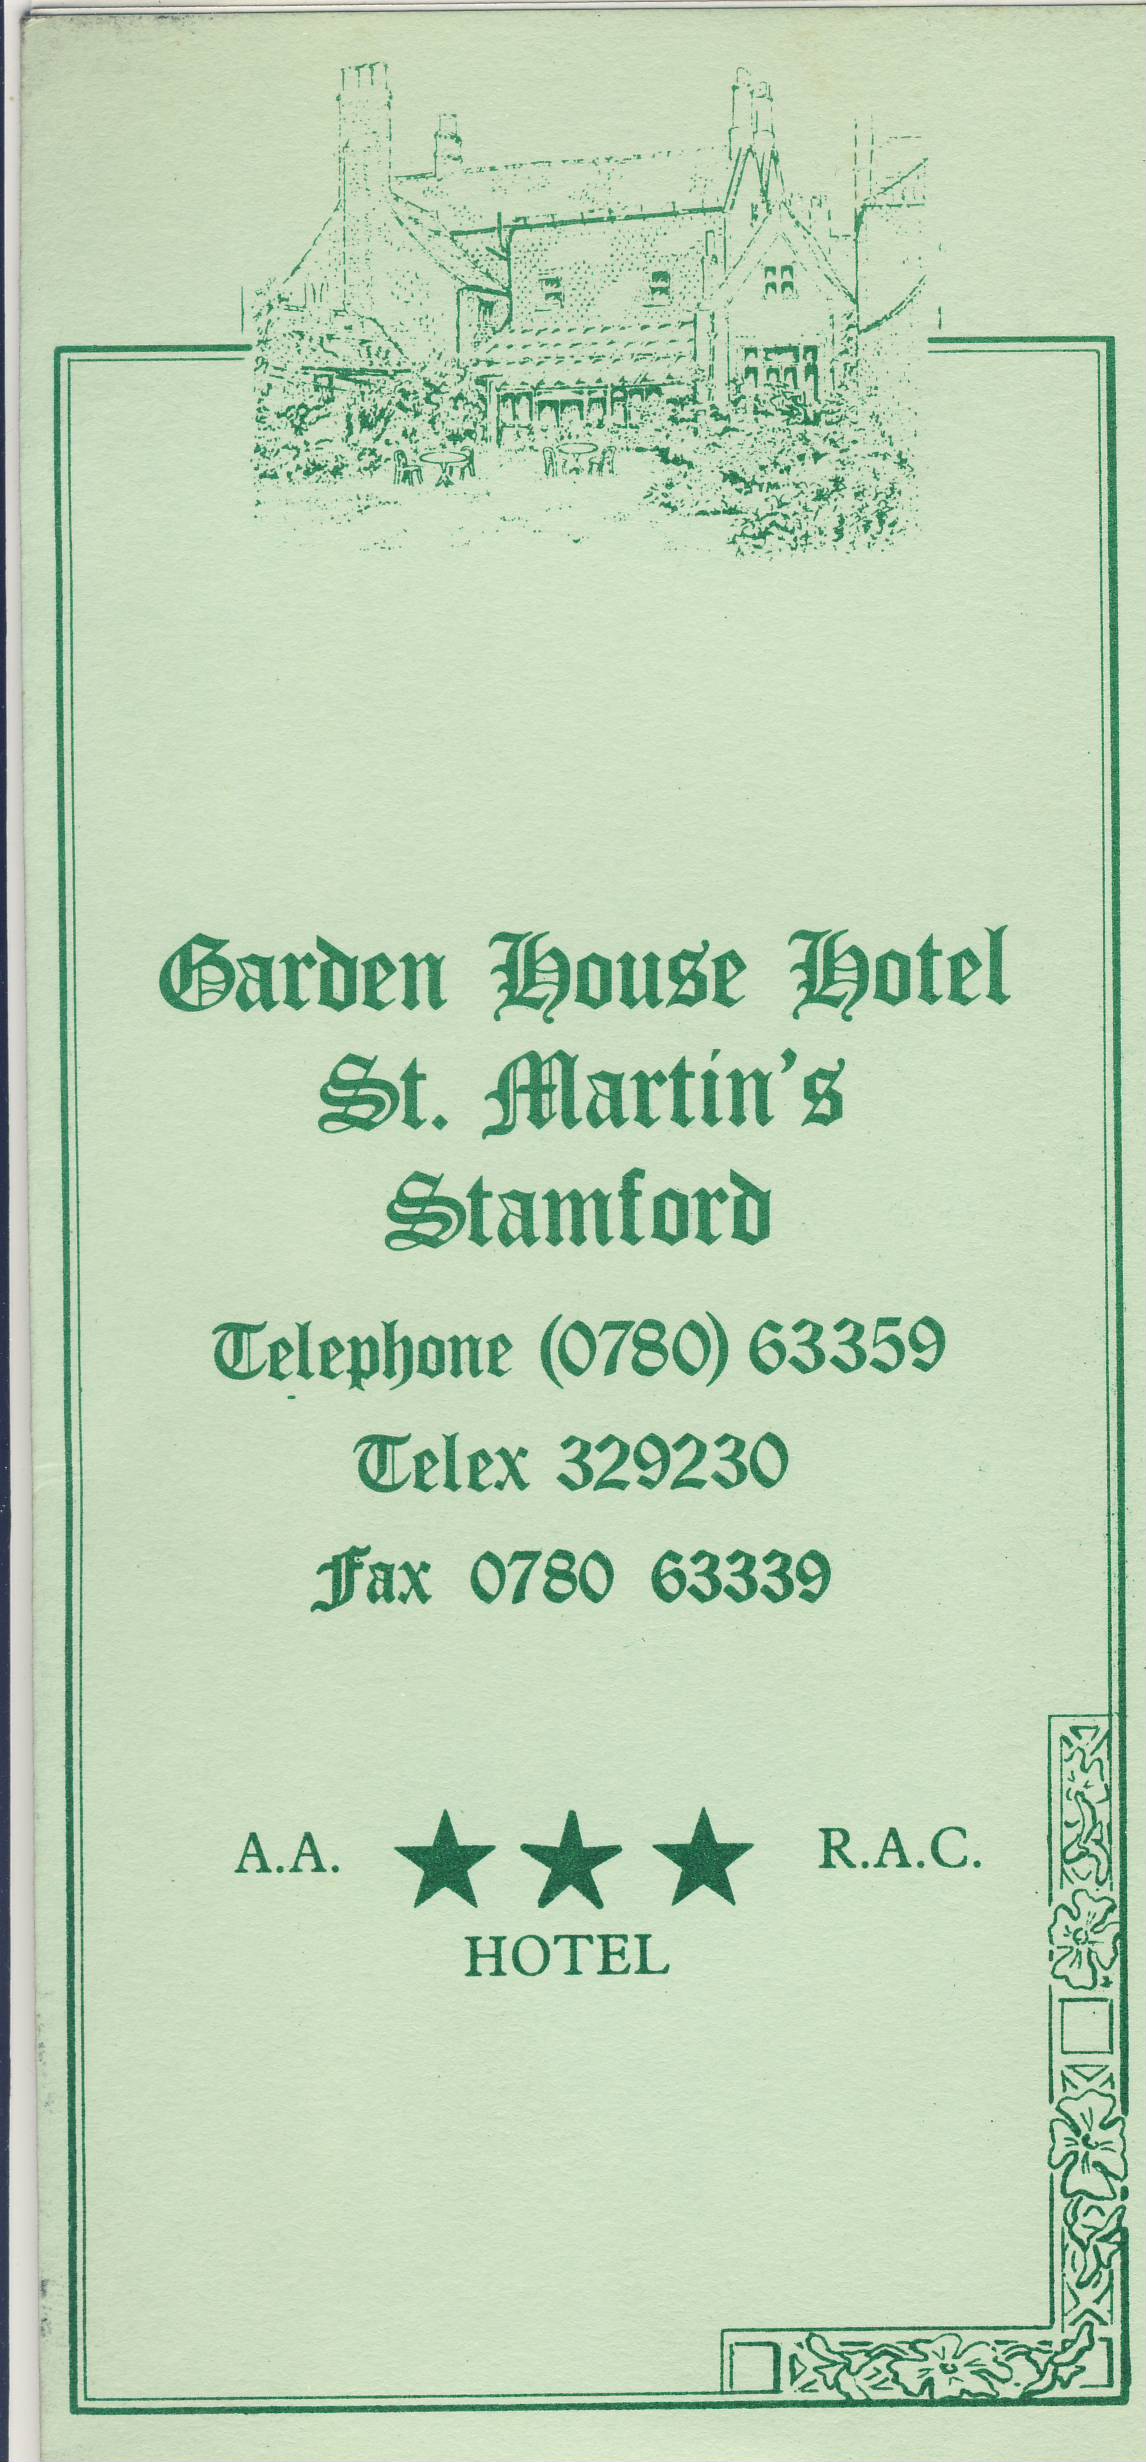 Garden House Hotel
St. Martin's
Stamford
Telephone (0780) 63359
Telex 329230
Fax 0780 63339
A.A. ★★★ R.A.C.
HOTEL